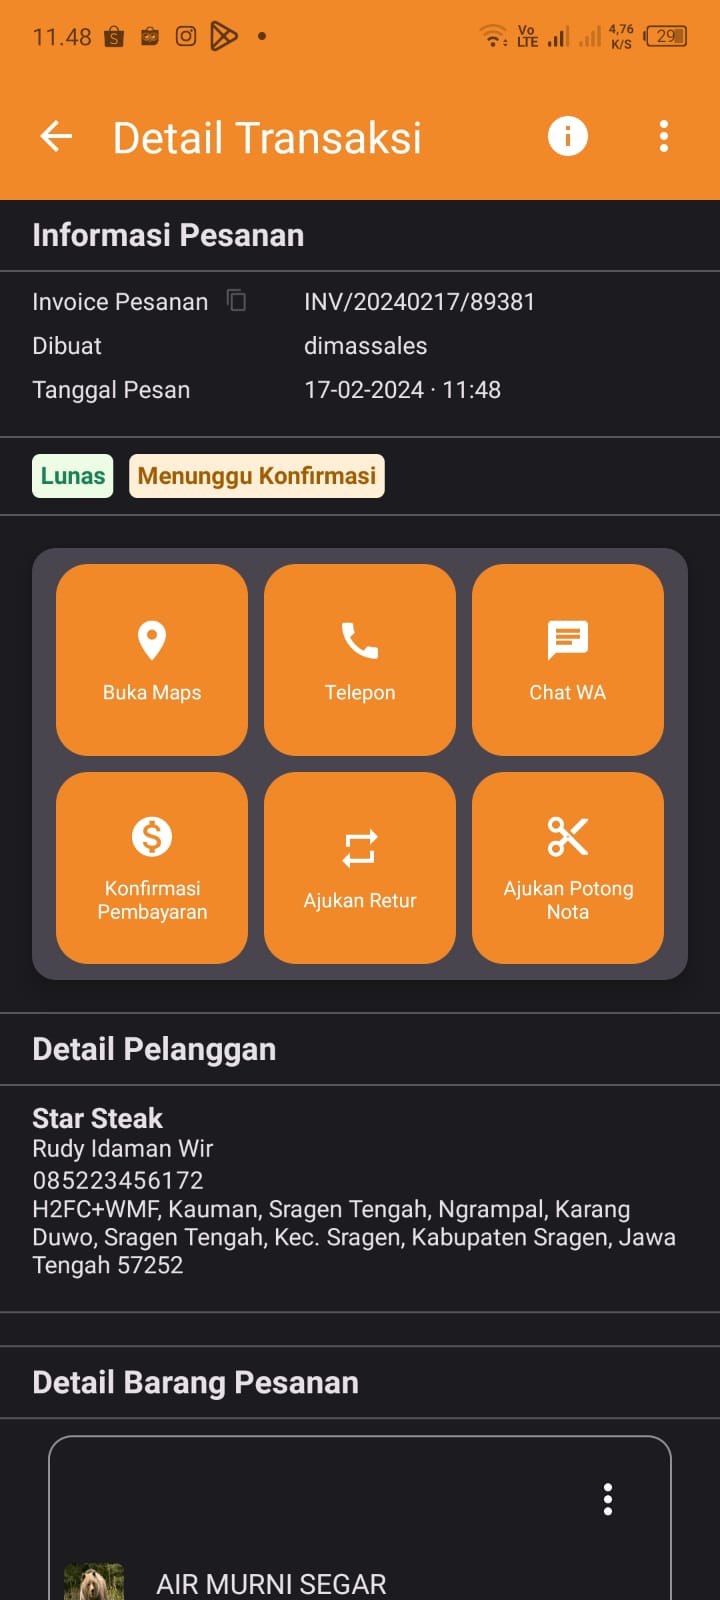 11.48
Vo LTE
4,76 K/S
29
Detail Transaksi
Informasi Pesanan
Invoice Pesanan INV/20240217/89381
Dibuat dimassales
Tanggal Pesan 17-02-2024 · 11:48
Lunas Menunggu Konfirmasi
Buka Maps
Telepon
Chat WA
Konfirmasi
Pembayaran
Ajukan Retur
Ajukan Potong
Nota
Detail Pelanggan
Star Steak
Rudy Idaman Wir
085223456172
H2FC+WMF, Kauman, Sragen Tengah, Ngrampal, Karang
Duwo, Sragen Tengah, Kec. Sragen, Kabupaten Sragen, Jawa
Tengah 57252
Detail Barang Pesanan
AIR MURNI SEGAR